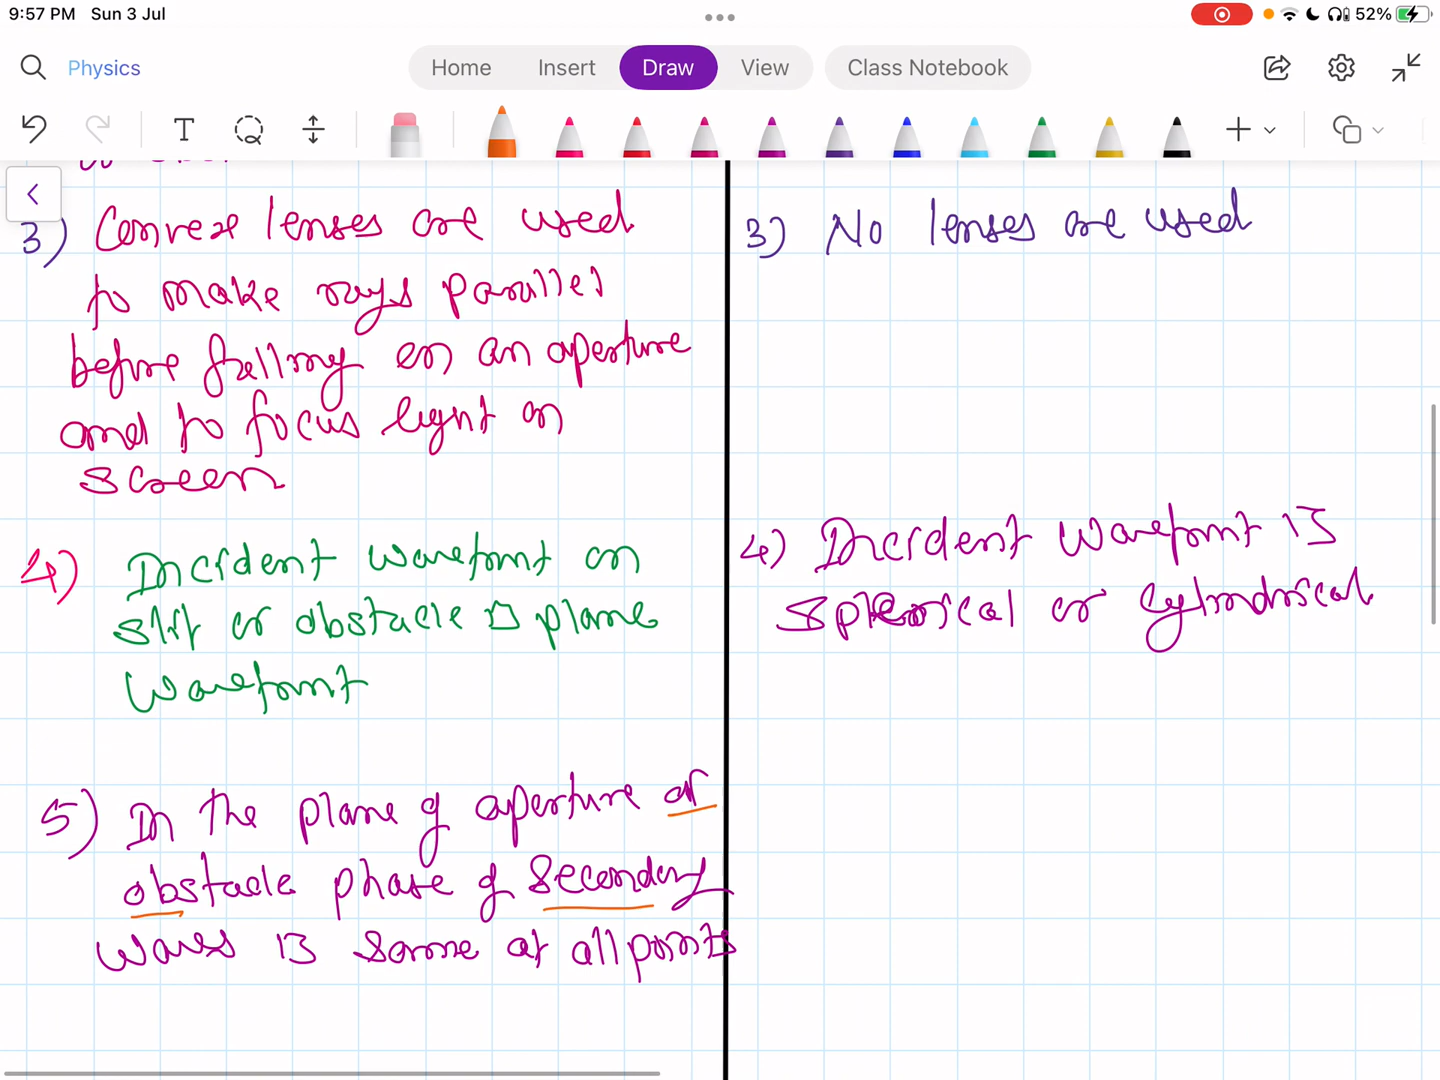 9:57 PM Sun 3 Jul
52%
Physics
Home Insert Draw View Class Notebook
3) Convex lenses are used
to make rays parallel
before falling on an aperture
and to focus light on
screen
4) Incident wavefront on
slit or obstacle is plane
wavefront
5) In the plane of aperture or
obstacle phase of secondary
waves is same at all points
3) No lenses are used
4) Incident wavefront is
spherical or cylindrical